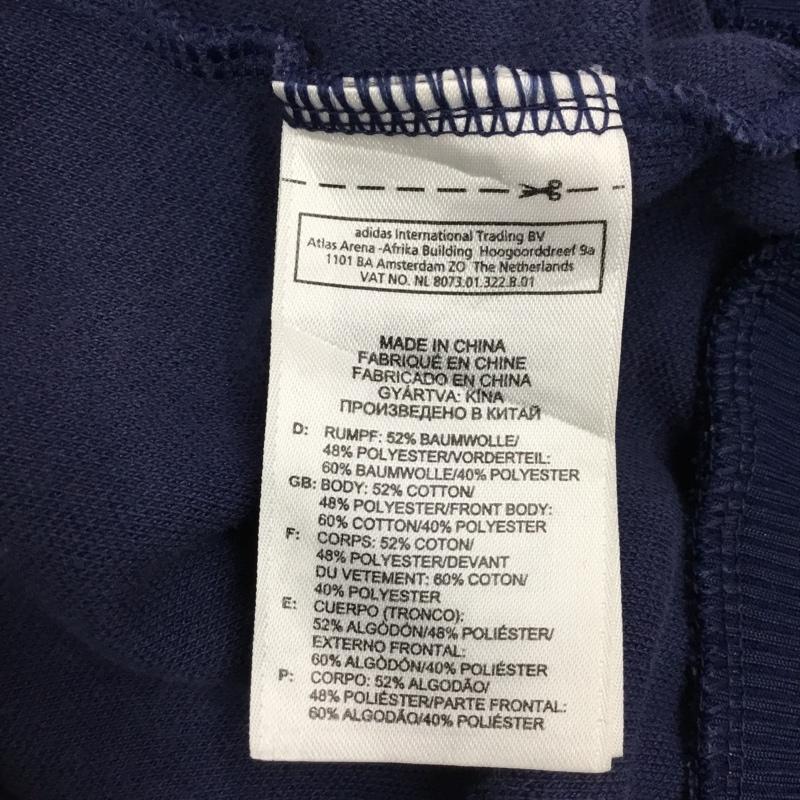 adidas International Trading BV
Atlas Arena -Afrika Building Hoogoorddreef 9a
1101 BA Amsterdam ZO The Netherlands
VAT NO. NL 8073.01.322.B.01
MADE IN CHINA
FABRIQUÉ EN CHINE
FABRICADO EN CHINA
GYÁRTVA: KÍNA
ПРОИЗВЕДЕНО В КИТАЙ
D: RUMPF: 52% BAUMWOLLE/
48% POLYESTER/VORDERTEIL:
60% BAUMWOLLE/40% POLYESTER
GB: BODY: 52% COTTON/
48% POLYESTER/FRONT BODY:
60% COTTON/40% POLYESTER
F: CORPS: 52% COTON/
48% POLYESTER/DEVANT
DU VETEMENT: 60% COTON/
40% POLYESTER
E: CUERPO (TRONCO):
52% ALGÓDÓN/48% POLIÉSTER/
EXTERNO FRONTAL:
60% ALGÓDÓN/40% POLIÉSTER
P: CORPO: 52% ALGODÃO/
48% POLIÉSTER/PARTE FRONTAL:
60% ALGODÃO/40% POLIÉSTER